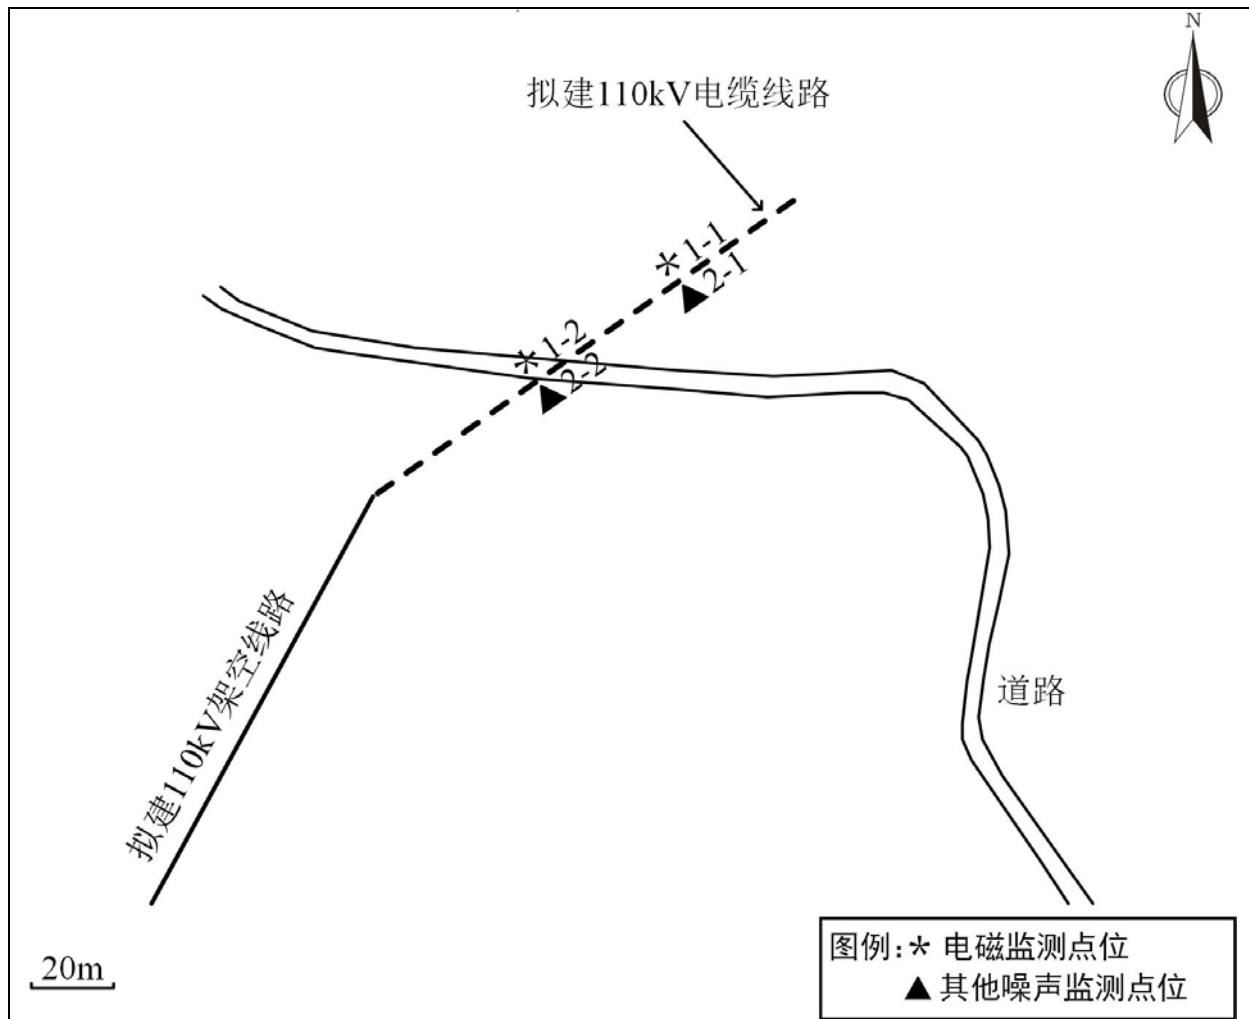 N
拟建110kV电缆线路
1-1
2-1
1-2
2-2
拟建110kV架空线路
道路
20m
图例:* 电磁监测点位
▲ 其他噪声监测点位